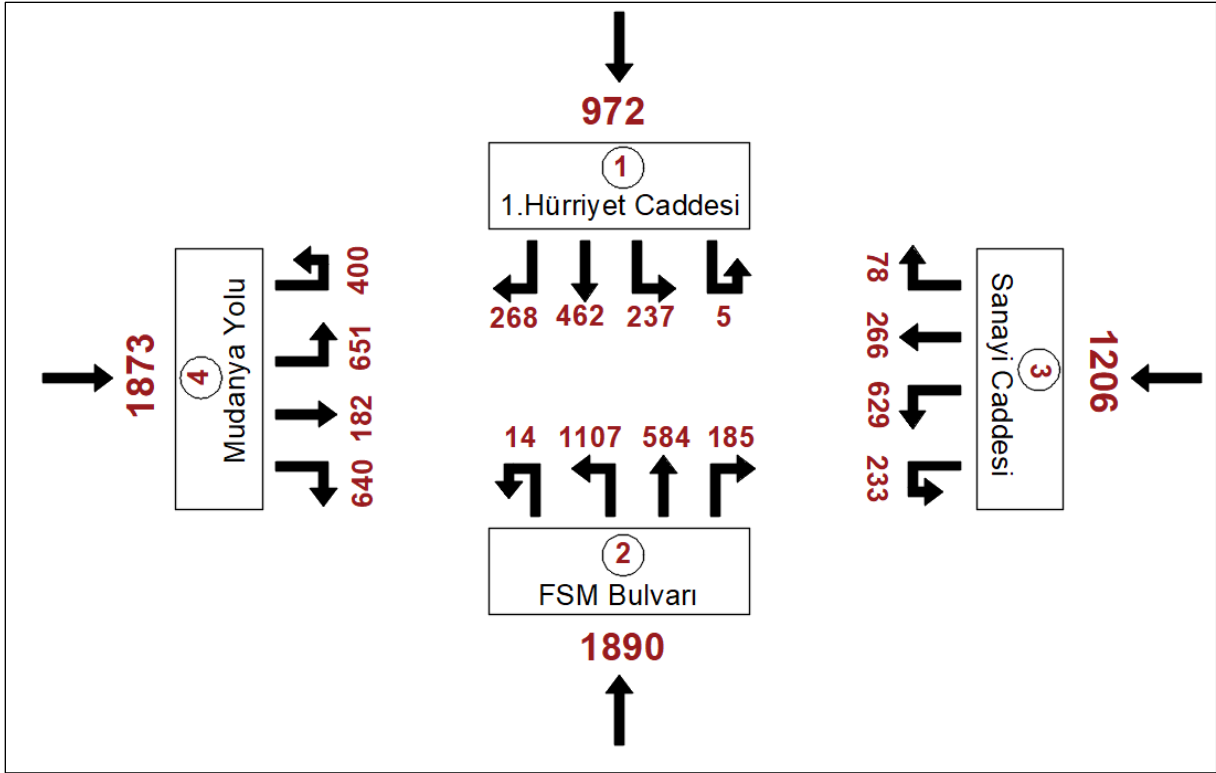 972
1
1.Hürriyet Caddesi
268 462 237 5
1873
4
Mudanya Yolu
400
651
182
640
78
266
629
233
3
Sanayi Caddesi
1206
14 1107 584 185
2
FSM Bulvarı
1890